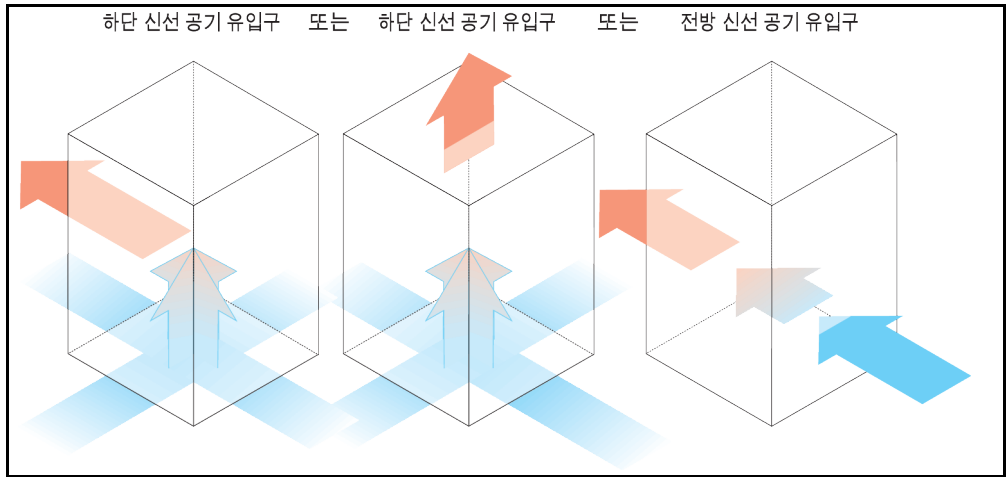 하단 신선 공기 유입구 또는 하단 신선 공기 유입구 또는 전방 신선 공기 유입구